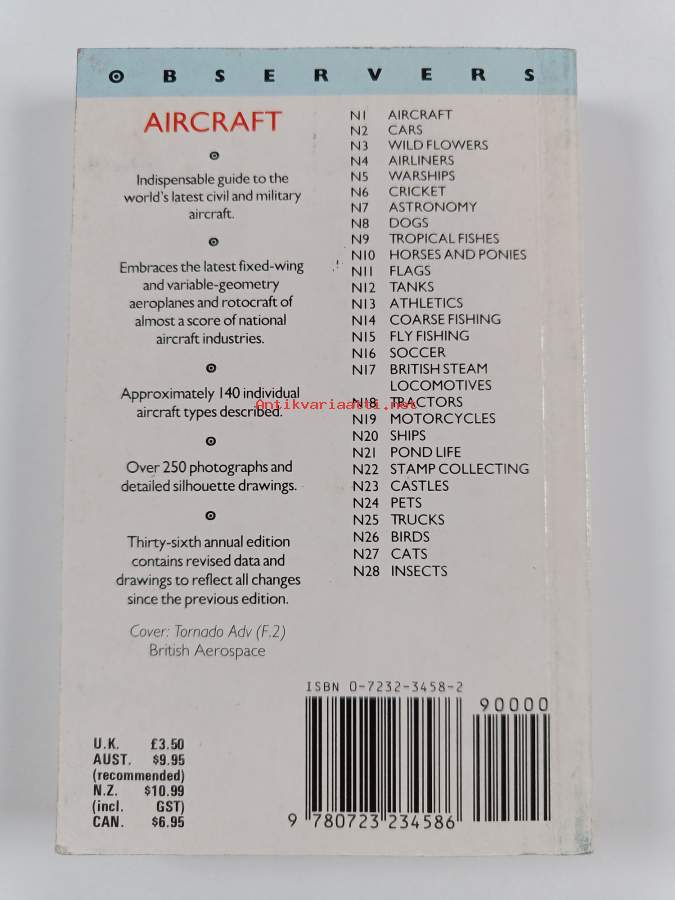 OBSERVERS
AIRCRAFT
Indispensable guide to the
world's latest civil and military
aircraft.
Embraces the latest fixed-wing
and variable-geometry
aeroplanes and rotocraft of
almost a score of national
aircraft industries.
Approximately 140 individual
aircraft types described.
Over 250 photographs and
detailed silhouette drawings.
Thirty-sixth annual edition
contains revised data and
drawings to reflect all changes
since the previous edition.
Cover: Tornado Adv (F.2)
British Aerospace
N1 AIRCRAFT
N2 CARS
N3 WILD FLOWERS
N4 AIRLINERS
N5 WARSHIPS
N6 CRICKET
N7 ASTRONOMY
N8 DOGS
N9 TROPICAL FISHES
N10 HORSES AND PONIES
N11 FLAGS
N12 TANKS
N13 ATHLETICS
N14 COARSE FISHING
N15 FLY FISHING
N16 SOCCER
N17 BRITISH STEAM
LOCOMOTIVES
N18 TRACTORS
N19 MOTORCYCLES
N20 SHIPS
N21 POND LIFE
N22 STAMP COLLECTING
N23 CASTLES
N24 PETS
N25 TRUCKS
N26 BIRDS
N27 CATS
N28 INSECTS
Antikvariaatti.net
U.K. £3.50
AUST. $9.95
(recommended)
N.Z. $10.99
(incl. GST)
CAN. $6.95
ISBN 0-7232-3458-2
90000
9 780723 234586